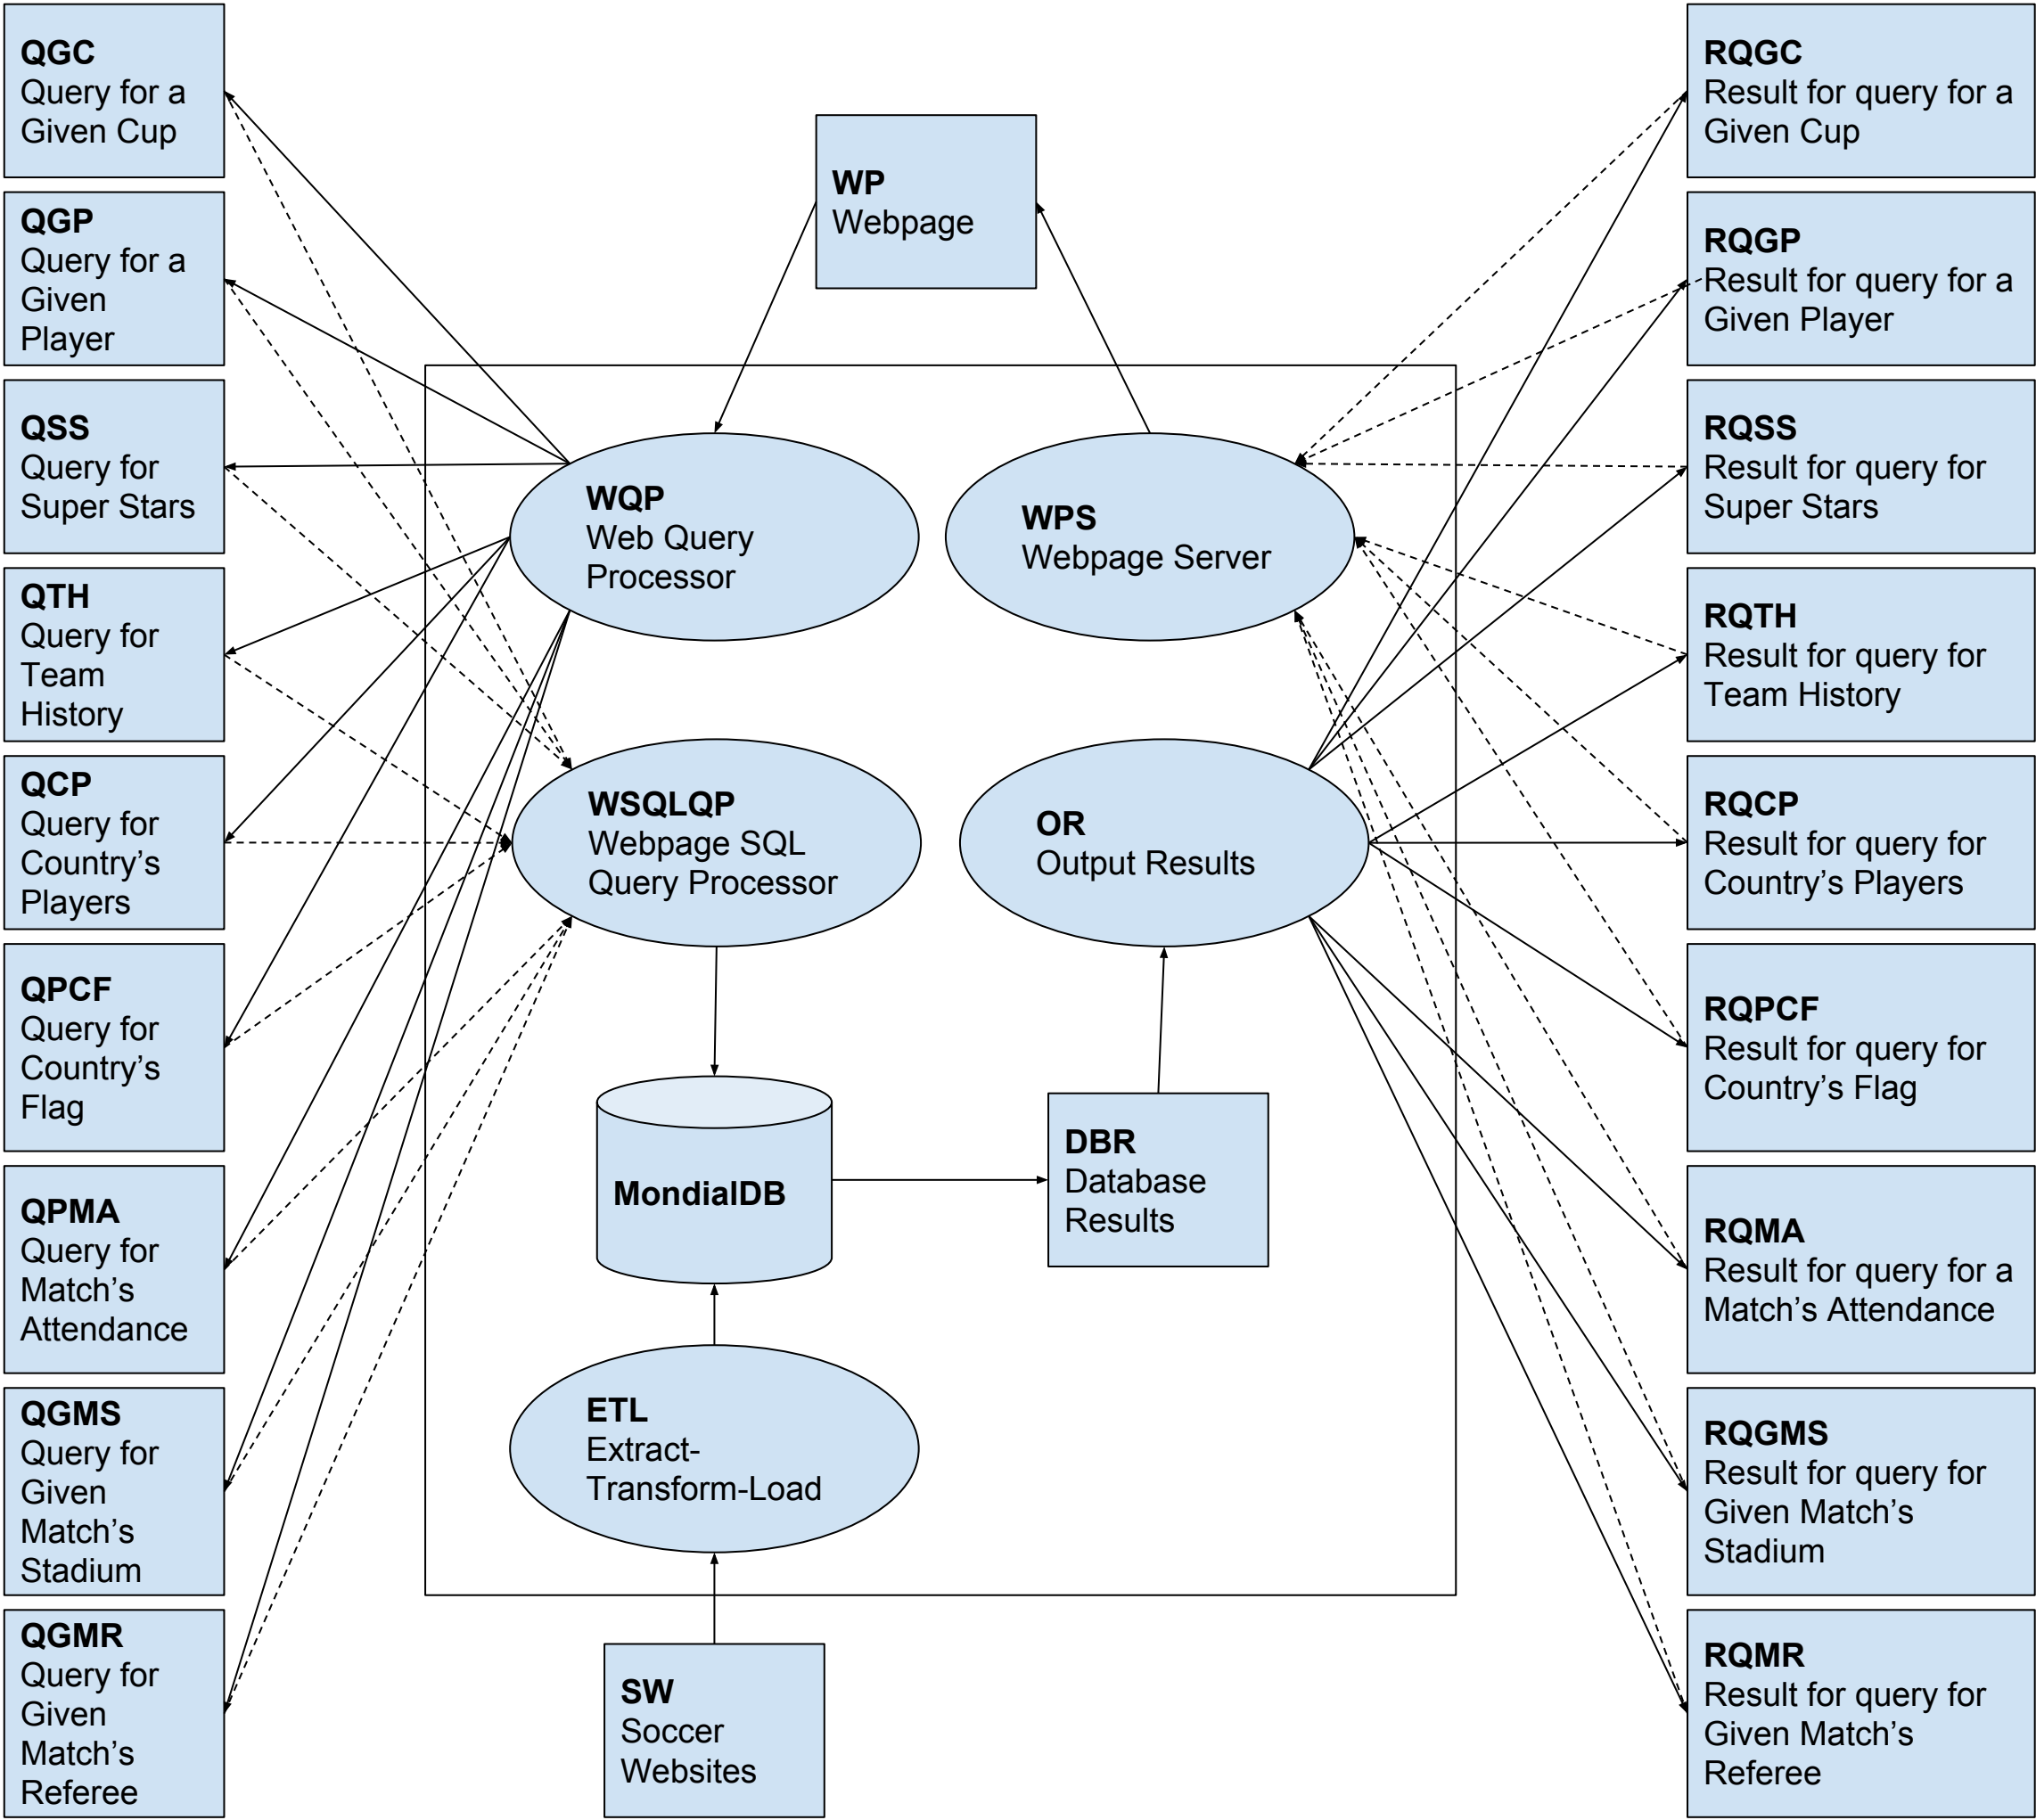 QGC
Query for a
Given Cup
QGP
Query for a
Given
Player
QSS
Query for
Super Stars
QTH
Query for
Team
History
QCP
Query for
Country's
Players
QPCF
Query for
Country's
Flag
QPMA
Query for
Match's
Attendance
QGMS
Query for
Given
Match's
Stadium
QGMR
Query for
Given
Match's
Referee
WP
Webpage
WQP
Web Query
Processor
WPS
Webpage Server
WSQLQP
Webpage SQL
Query Processor
OR
Output Results
MondialDB
DBR
Database
Results
ETL
Extract-
Transform-Load
SW
Soccer
Websites
RQGC
Result for query for a
Given Cup
RQGP
Result for query for a
Given Player
RQSS
Result for query for
Super Stars
RQTH
Result for query for
Team History
RQCP
Result for query for
Country's Players
RQPCF
Result for query for
Country's Flag
RQMA
Result for query for a
Match's Attendance
RQGMS
Result for query for
Given Match's
Stadium
RQMR
Result for query for
Given Match's
Referee